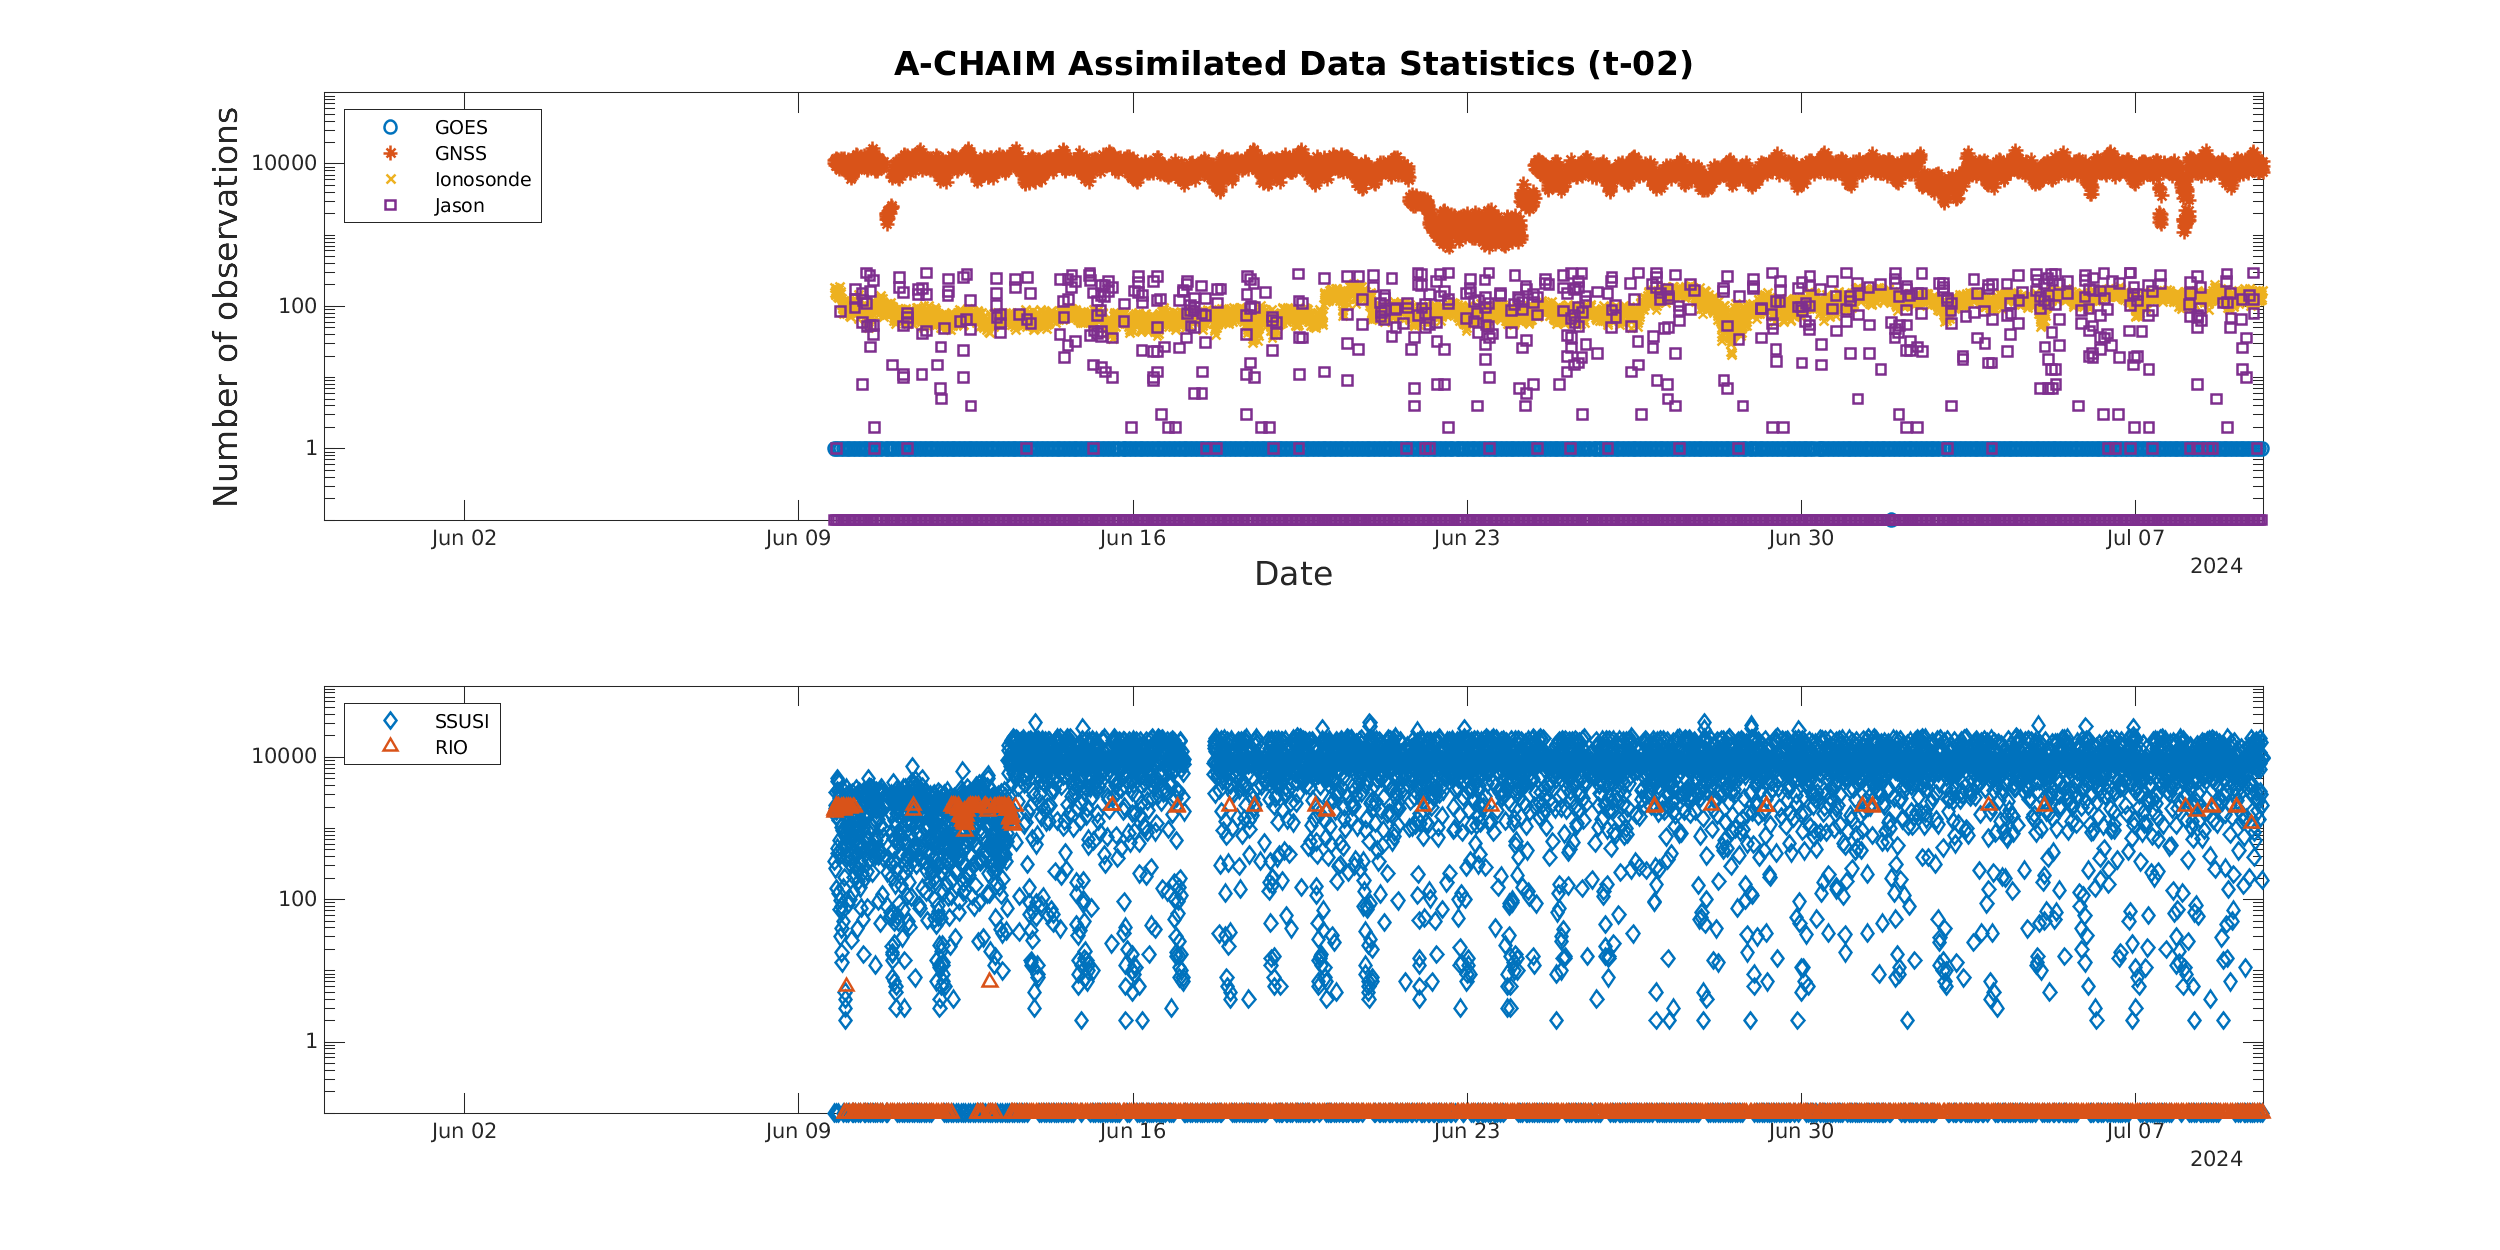 A-CHAIM Assimilated Data Statistics (t-02)
Number of observations
10000
100
1
GOES
GNSS
Ionosonde
Jason
Jun 02
Jun 09
Jun 16
Jun 23
Jun 30
Jul 07
2024
Date
10000
100
1
SSUSI
RIO
Jun 02
Jun 09
Jun 16
Jun 23
Jun 30
Jul 07
2024